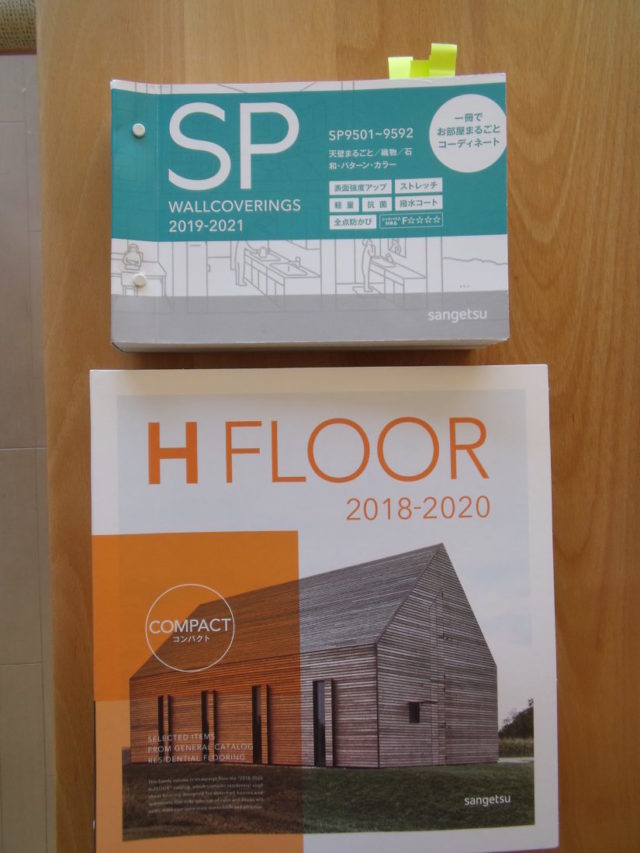 SP
WALLCOVERINGS
2019-2021
SP9501~9592
天壁まるごと／織物／石
和・パターン・カラー
表面強度アップ ストレッチ
軽量 抗菌 撥水コート
全点防かび F☆☆☆☆
一冊で
お部屋まるごと
コーディネート
sangetsu
H FLOOR
2018-2020
COMPACT
コンパクト
SELECTED ITEMS
FROM GENERAL CATALOG
RESIDENTIAL FLOORING
sangetsu